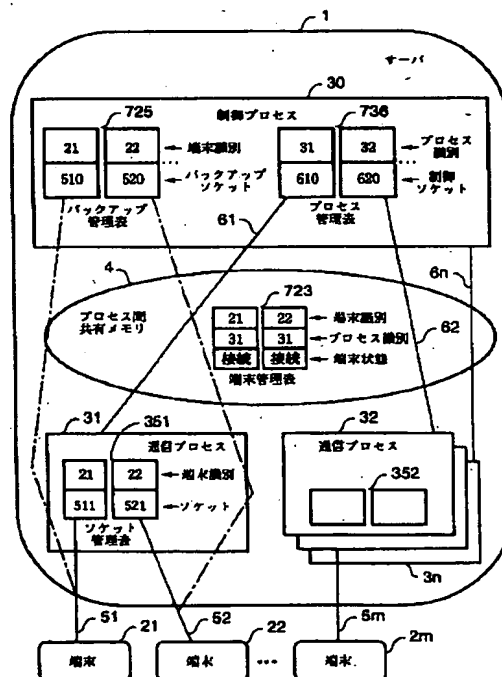 1
サーバ
30
制御プロセス
725
736
21 22 ←端末識別
31 32 ←プロセス識別
510 520 ←バックアップソケット
610 620 ←制御ソケット
バックアップ管理表
プロセス管理表
61
6n
4
プロセス間共有メモリ
723
21 22 ←端末識別
31 31 ←プロセス識別
接続 接続 ←端末状態
端末管理表
62
31
351
通信プロセス
21 22 ←端末識別
511 521 ←ソケット
ソケット管理表
32
通信プロセス
352
3n
51
21
52
22
5m
2m
端末
端末
...
端末